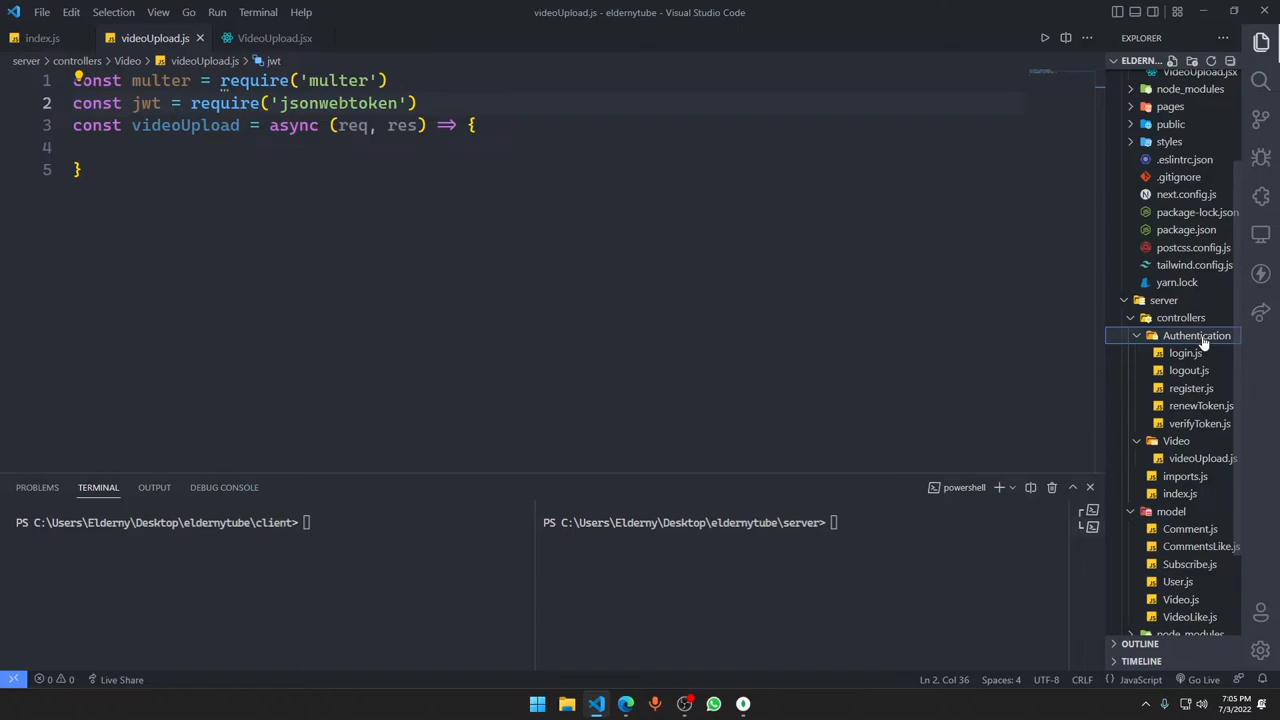 File Edit Selection View Go Run Terminal Help
videoUpload.js - eldernytube - Visual Studio Code
index.js
videoUpload.js
VideoUpload.jsx
server > controllers > Video > videoUpload.js > jwt
1 const multer = require('multer')
2 const jwt = require('jsonwebtoken')
3 const videoUpload = async (req, res) => {
4
5 }
EXPLORER
ELDERN...
VideoUpload.jsx
node_modules
pages
public
styles
.eslintrc.json
.gitignore
next.config.js
package-lock.json
package.json
postcss.config.js
tailwind.config.js
yarn.lock
server
controllers
Authentication
login.js
logout.js
register.js
renewToken.js
verifyToken.js
Video
videoUpload.js
imports.js
index.js
model
Comment.js
CommentsLike.js
Subscribe.js
User.js
Video.js
VideoLike.js
node_modules
OUTLINE
TIMELINE
PROBLEMS TERMINAL OUTPUT DEBUG CONSOLE
powershell
PS C:\Users\Elderny\Desktop\eldernytube\client>
PS C:\Users\Elderny\Desktop\eldernytube\server>
0 0 Live Share
Ln 2, Col 36 Spaces: 4 UTF-8 CRLF JavaScript Go Live
7:05 PM
7/3/2022